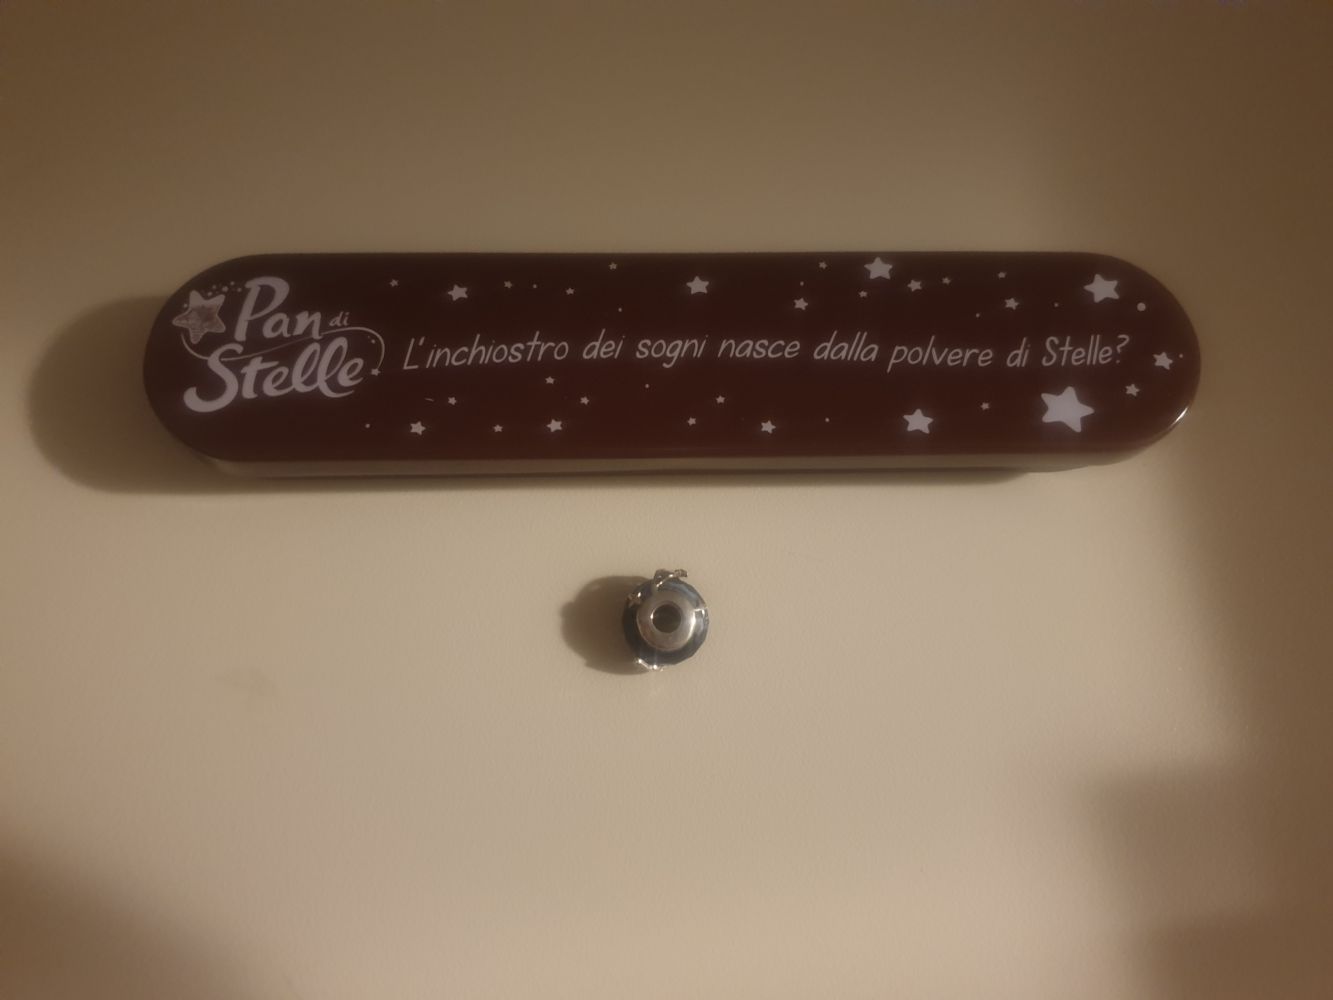 Pan di
Stelle
L'inchiostro dei sogni nasce dalla polvere di Stelle?